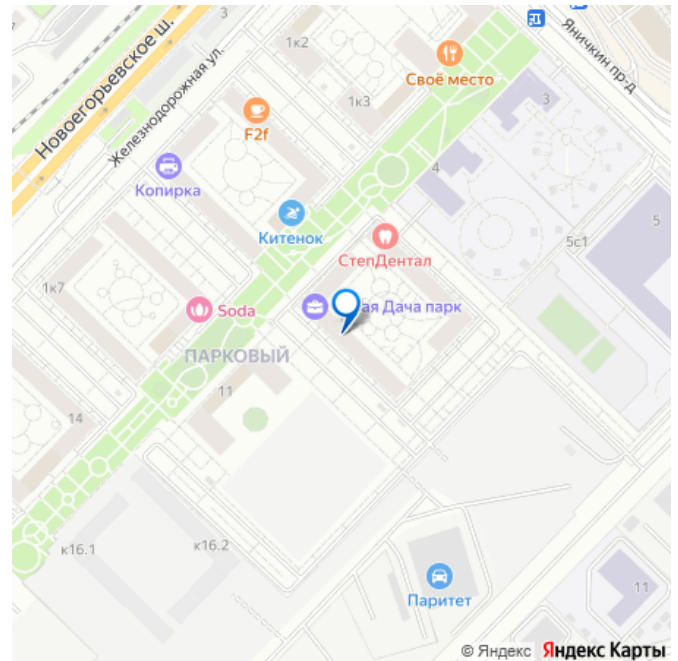 3
1к2
Яничкин пр-д
Новоегорьевское ш.
Железнодорожная ул.
Своё место
1к3
3
F2f
4
Копирка
Китенок
5
5с1
СтепДентал
1к7
Soda
ая Дача парк
ПАРКОВЫЙ
11
14
к16.1
к16.2
11
Паритет
© Яндекс Яндекс Карты